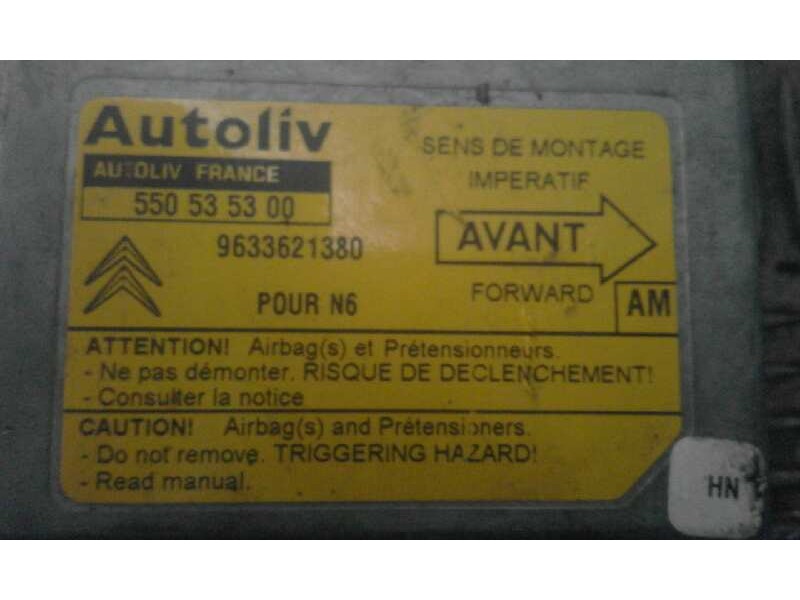 Autoliv
AUTOLIV FRANCE
550 53 53 00
9633621380
POUR N6
SENS DE MONTAGE
IMPERATIF
AVANT
FORWARD
AM
ATTENTION! Airbag(s) et Prétensionneurs.
- Ne pas démonter. RISQUE DE DECLENCHEMENT!
- Consulter la notice
CAUTION! Airbag(s) and Prétensioners.
- Do not remove. TRIGGERING HAZARD!
- Read manual.
HN